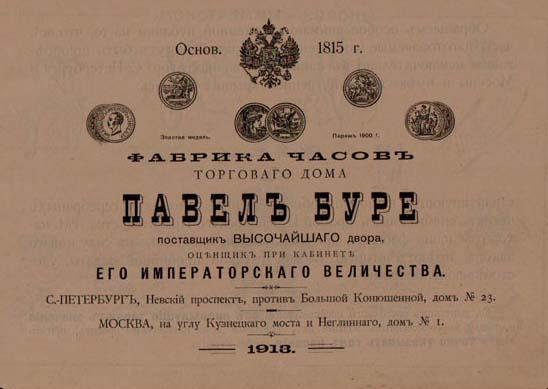 Основ. 1815 г.
Золотая медаль. Парижъ 1900 г.
ФАБРИКА ЧАСОВЪ
ТОРГОВАГО ДОМА
ПАВЕЛЪ БУРЕ
поставщикъ ВЫСОЧАЙШАГО двора,
ОЦѢНЩИКЪ ПРИ КАБИНЕТѢ
ЕГО ИМПЕРАТОРСКАГО ВЕЛИЧЕСТВА.
С.-ПЕТЕРБУРГЪ, Невскій проспектъ, противъ Большой Конюшенной, домъ № 23.
МОСКВА, на углу Кузнецкаго моста и Неглиннаго, домъ № 1.
1913.